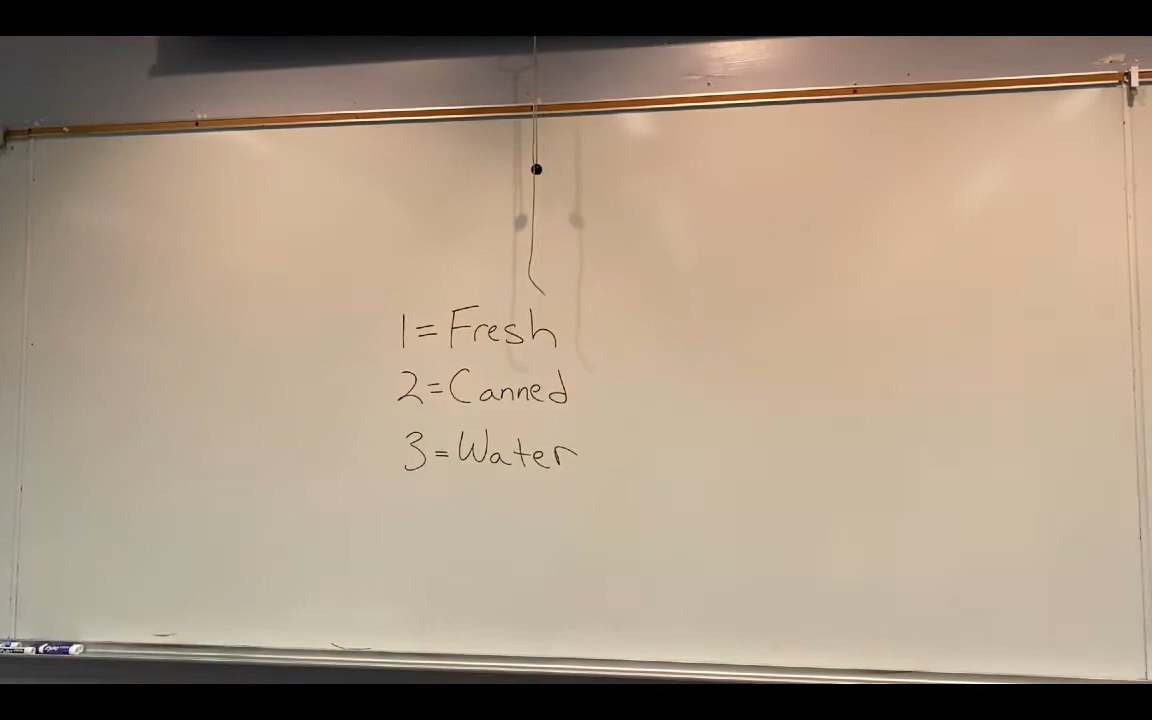 1 = Fresh
2 = Canned
3 = Water